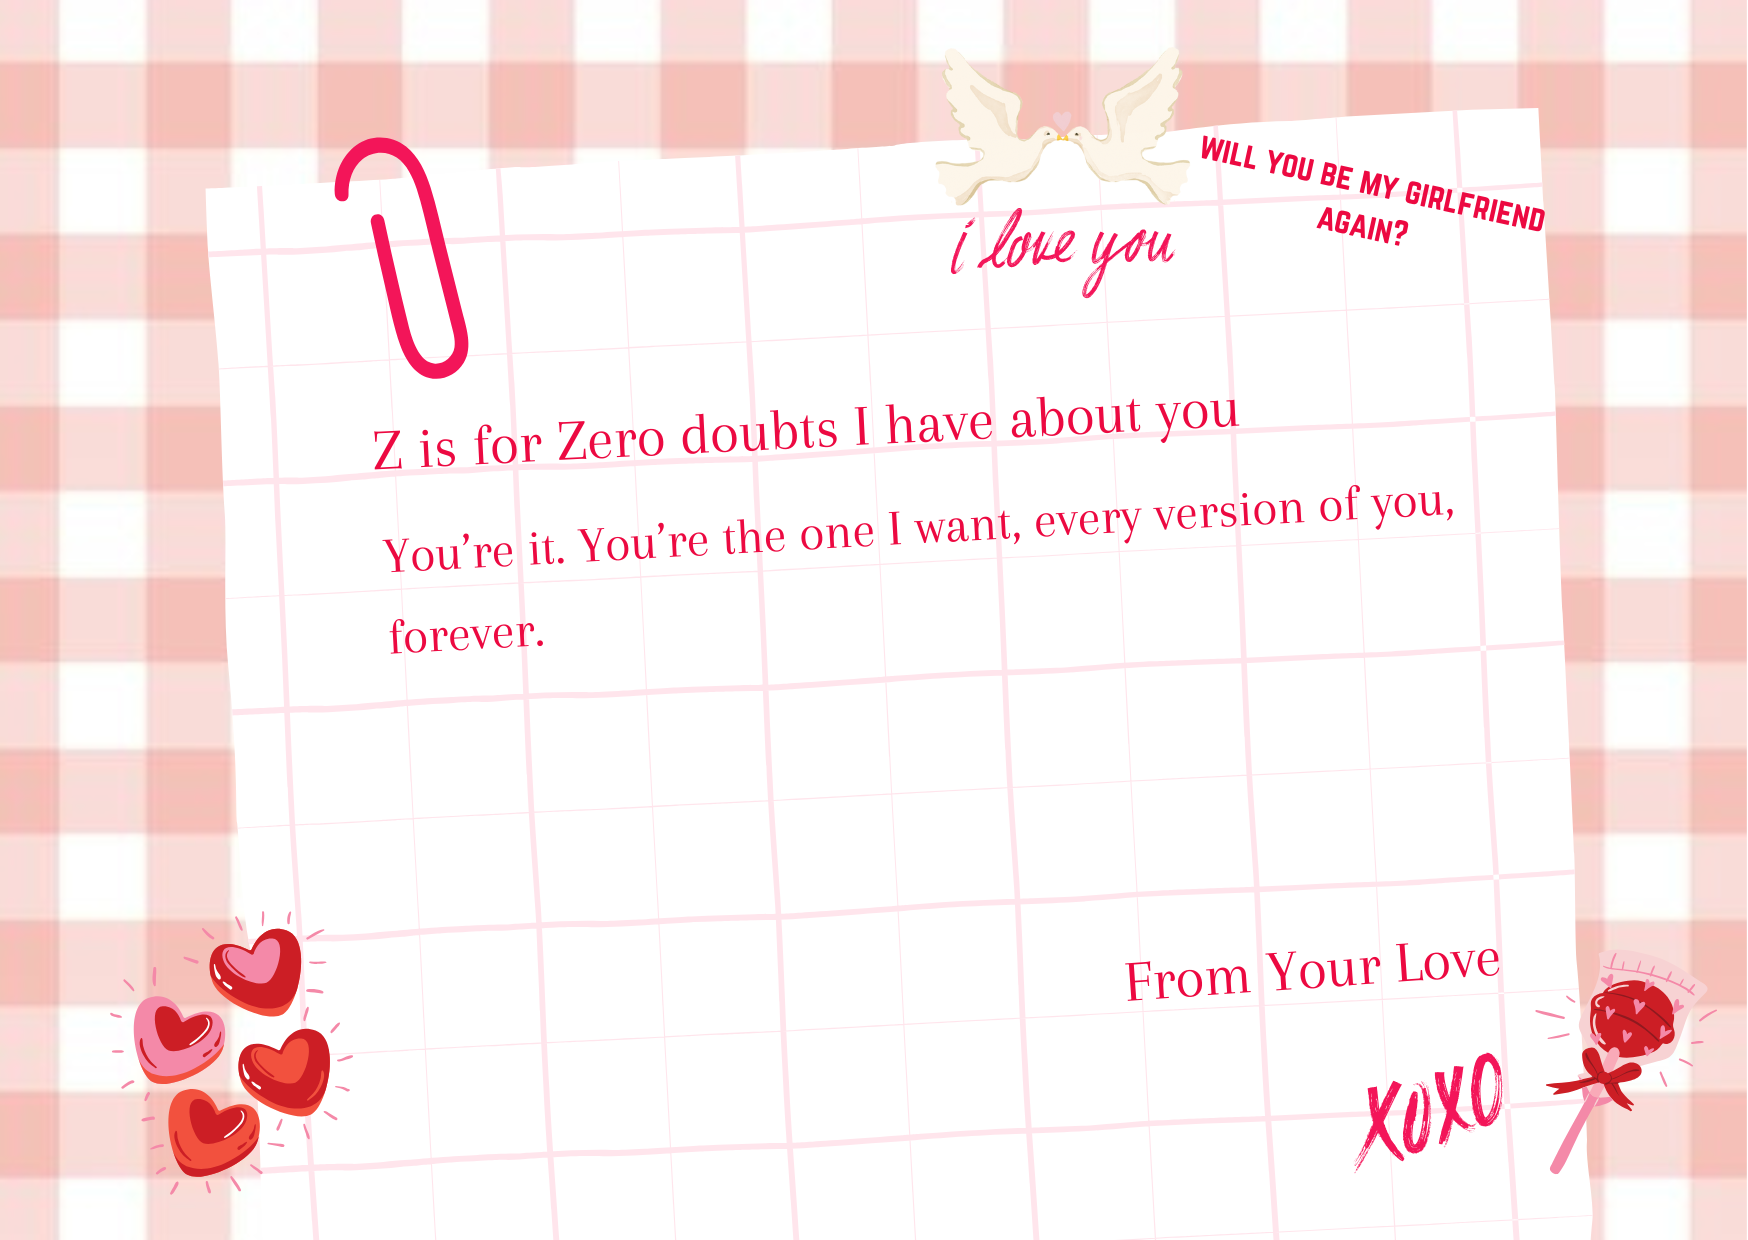 WILL YOU BE MY GIRLFRIEND
AGAIN?
i love you
Z is for Zero doubts I have about you
You’re it. You’re the one I want, every version of you,
forever.
From Your Love
XOXO